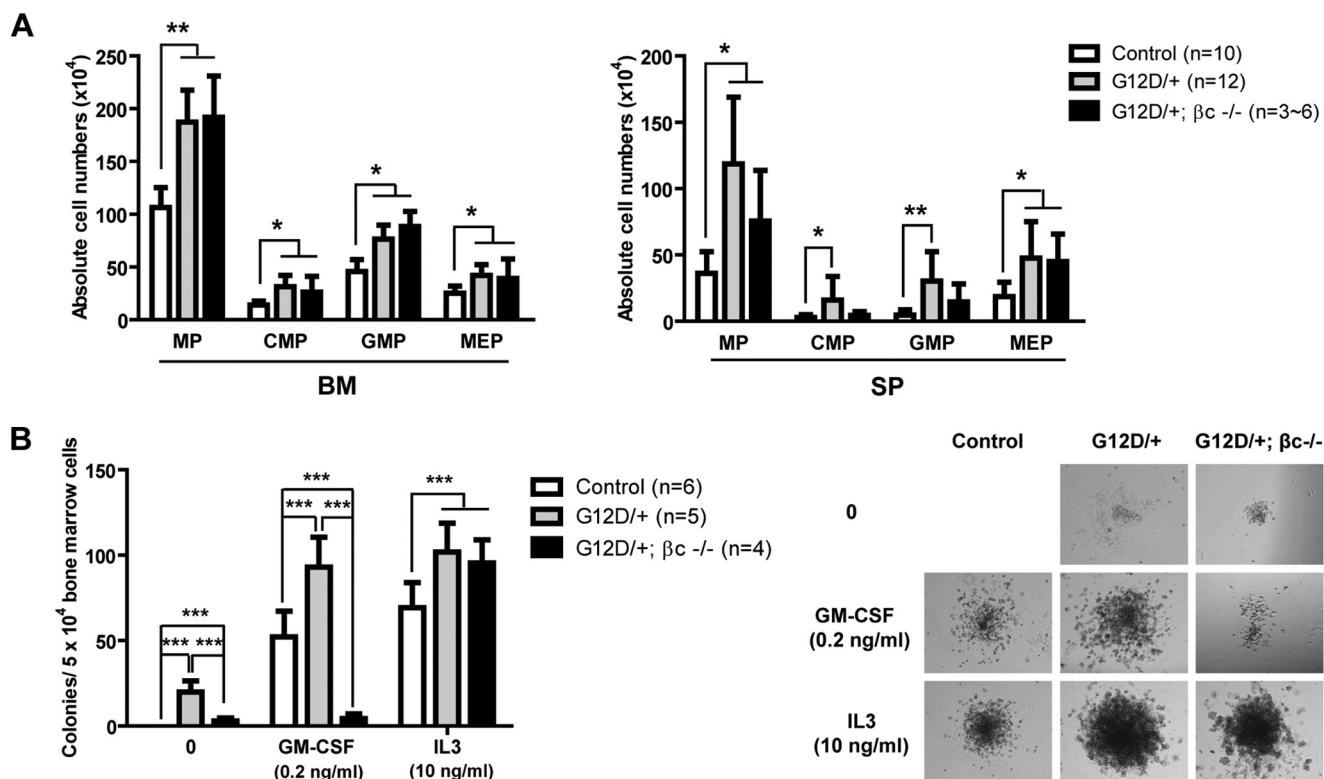 A
Absolute cell numbers (x10⁴)
250
200
150
100
50
0
**
*
*
*
MP CMP GMP MEP
BM
Absolute cell numbers (x10⁴)
200
150
100
50
0
*
*
**
*
MP CMP GMP MEP
SP
Control (n=10)
G12D/+ (n=12)
G12D/+; βc -/- (n=3~6)
B
Colonies/ 5 x 10⁴ bone marrow cells
150
100
50
0
***
*** ***
***
*** ***
***
0 GM-CSF IL3
(0.2 ng/ml) (10 ng/ml)
Control (n=6)
G12D/+ (n=5)
G12D/+; βc -/- (n=4)
Control G12D/+ G12D/+; βc-/-
0
GM-CSF
(0.2 ng/ml)
IL3
(10 ng/ml)